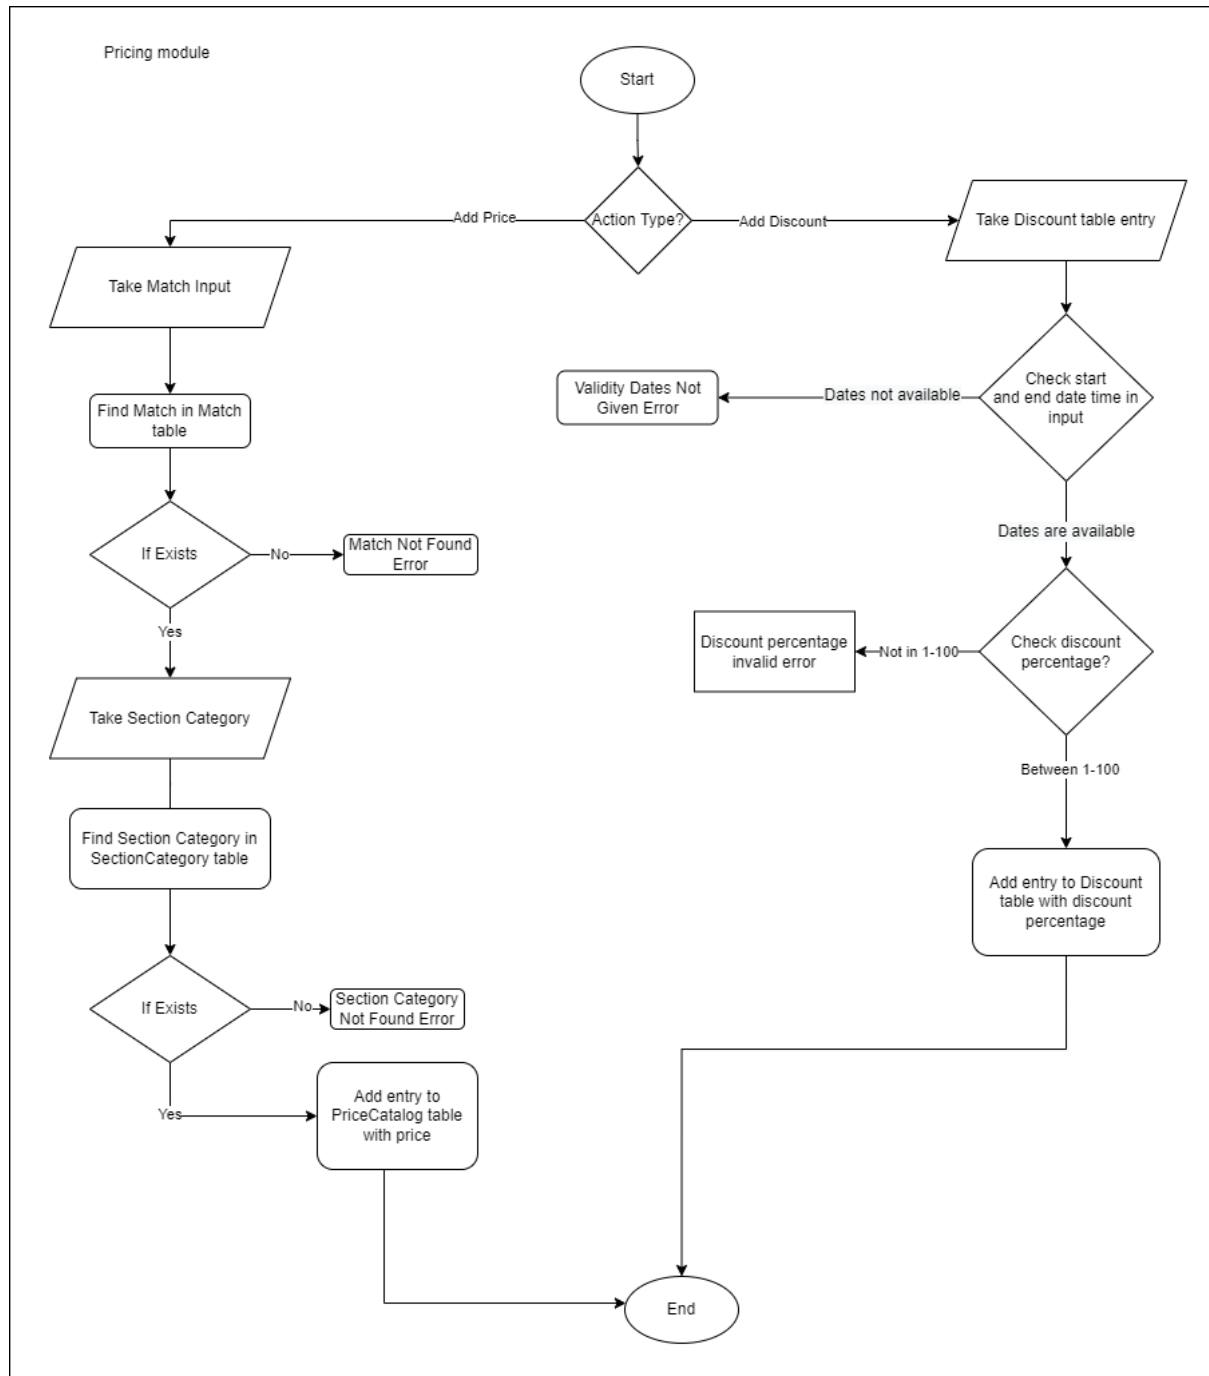 Pricing module
Start
Action Type?
Add Price
Add Discount
Take Discount table entry
Take Match Input
Check start
and end date time in
input
Dates not available
Validity Dates Not
Given Error
Find Match in Match
table
Dates are available
If Exists
No
Match Not Found
Error
Yes
Check discount
percentage?
Not in 1-100
Discount percentage
invalid error
Take Section Category
Between 1-100
Find Section Category in
SectionCategory table
Add entry to Discount
table with discount
percentage
If Exists
No
Section Category
Not Found Error
Yes
Add entry to
PriceCatalog table
with price
End